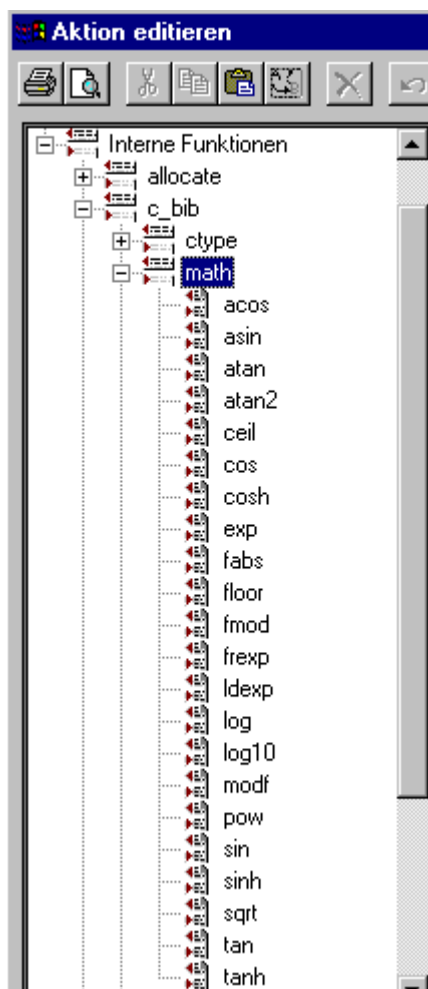 Aktion editieren
Interne Funktionen
allocate
c_bib
ctype
math
acos
asin
atan
atan2
ceil
cos
cosh
exp
fabs
floor
fmod
frexp
ldexp
log
log10
modf
pow
sin
sinh
sqrt
tan
tanh